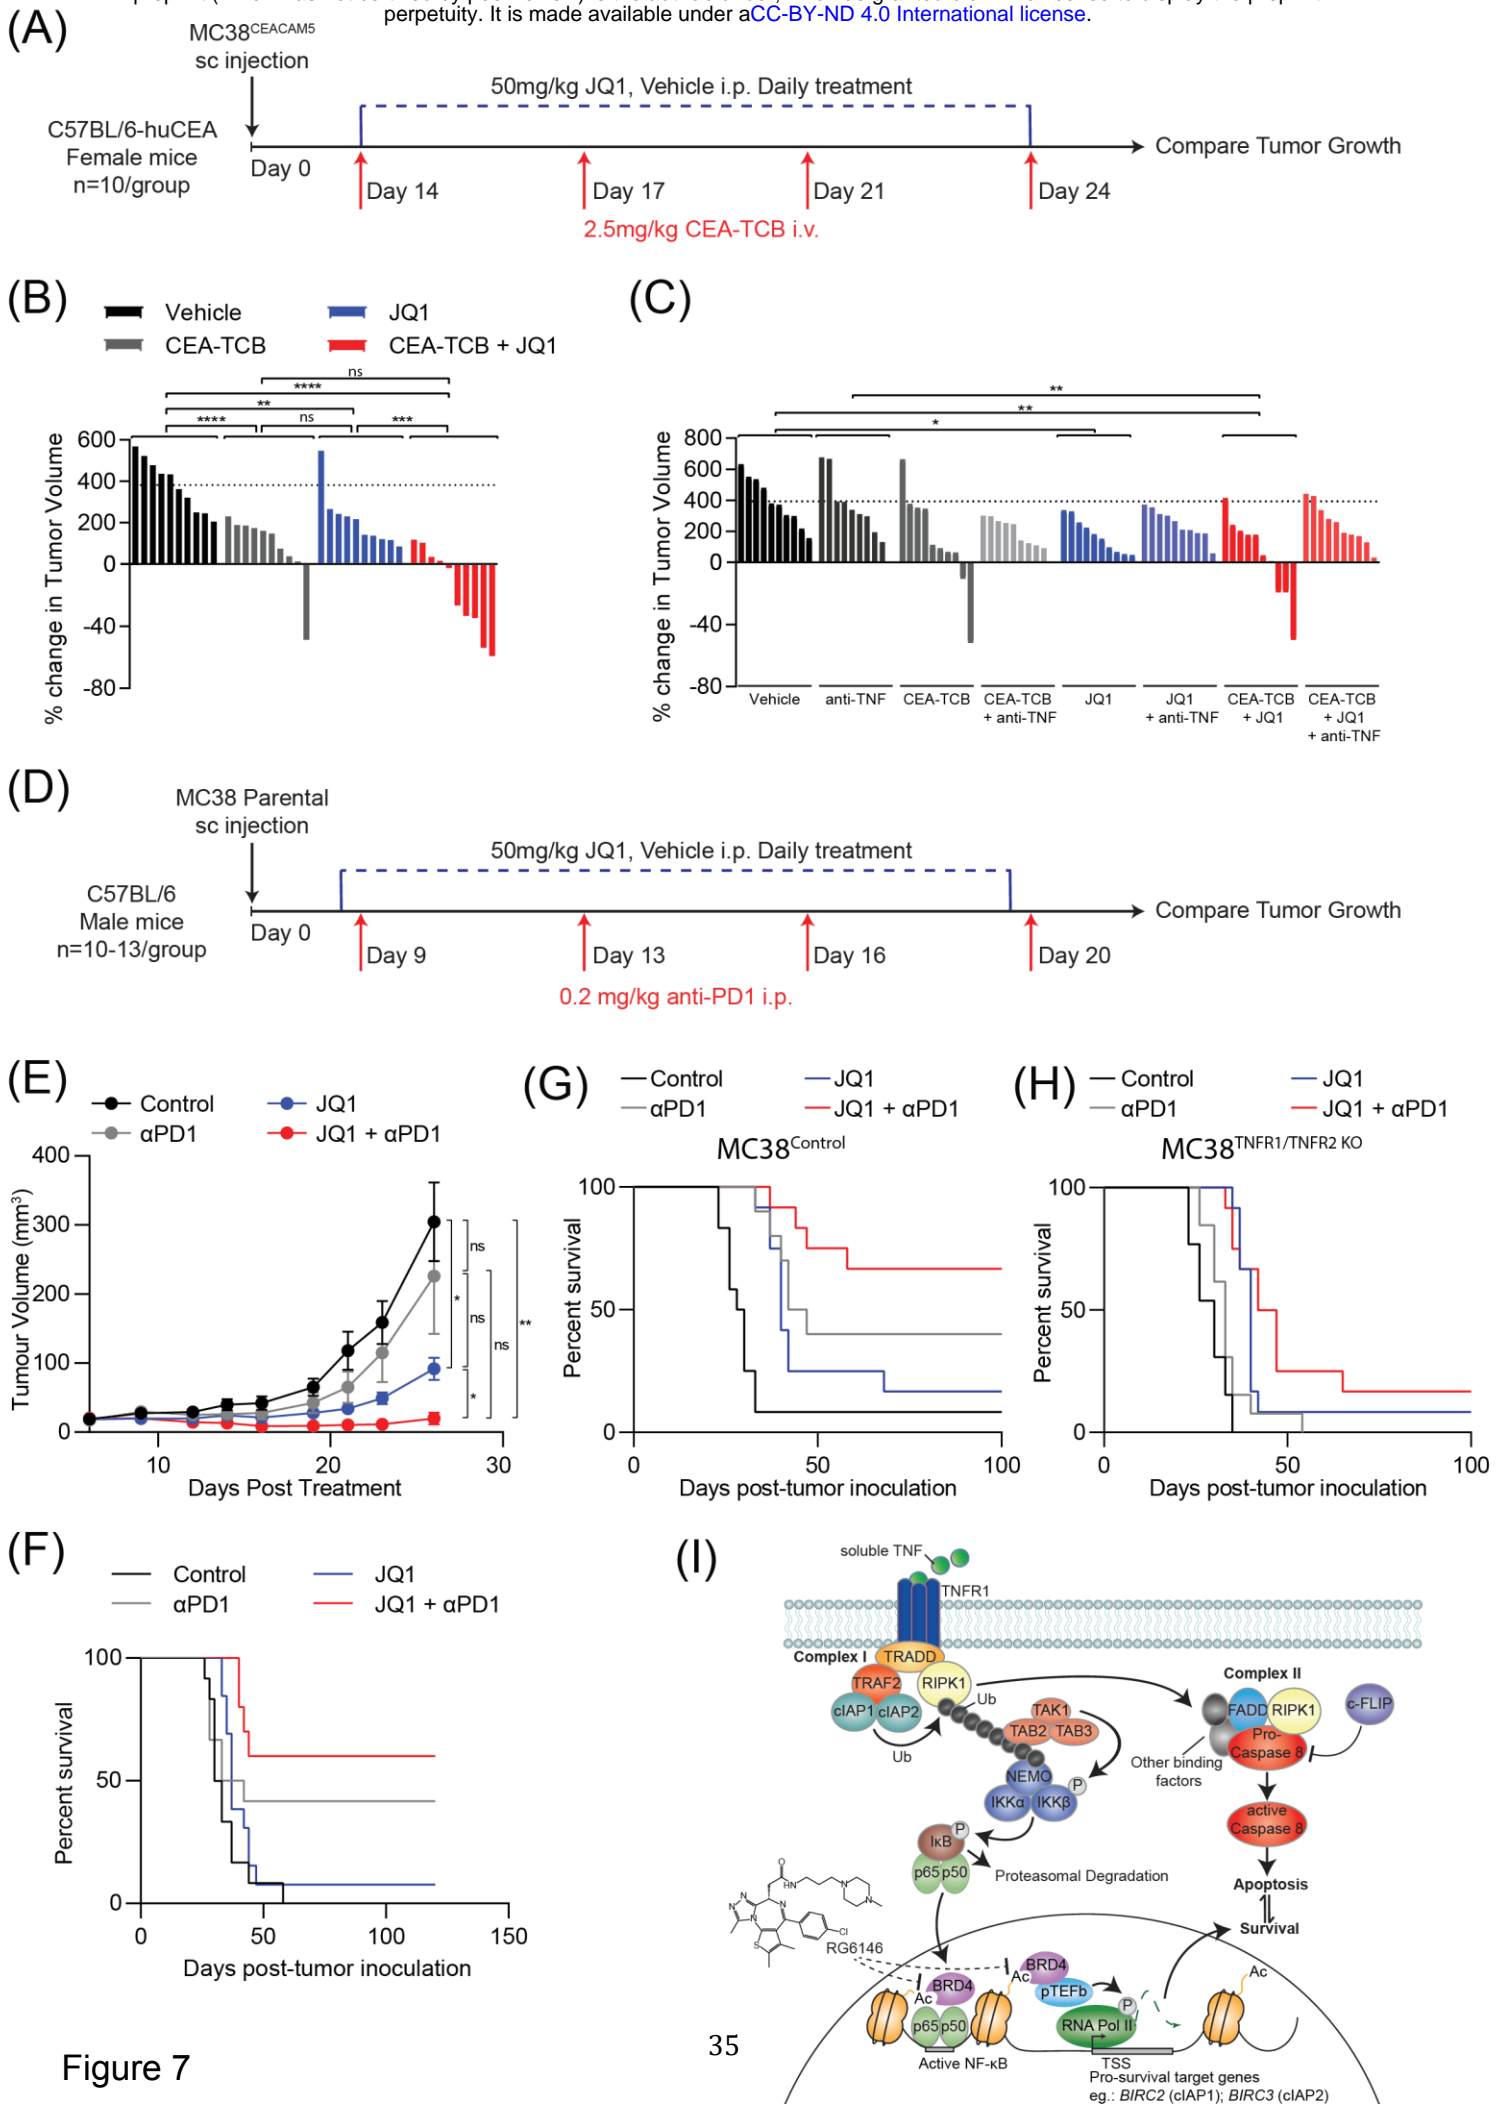 perpetuity. It is made available under aCC-BY-ND 4.0 International license.
(A)
MC38CEACAM5
sc injection
50mg/kg JQ1, Vehicle i.p. Daily treatment
C57BL/6-huCEA
Female mice
n=10/group
Day 0
Day 14
Day 17
Day 21
Day 24
Compare Tumor Growth
2.5mg/kg CEA-TCB i.v.
(B)
Vehicle
JQ1
CEA-TCB
CEA-TCB + JQ1
ns
****
**
****
ns
***
% change in Tumor Volume
600
400
200
0
-40
-80
(C)
**
**
*
% change in Tumor Volume
800
600
400
200
0
-40
-80
Vehicle
anti-TNF
CEA-TCB
CEA-TCB
+ anti-TNF
JQ1
JQ1
+ anti-TNF
CEA-TCB
+ JQ1
CEA-TCB
+ JQ1
+ anti-TNF
(D)
MC38 Parental
sc injection
50mg/kg JQ1, Vehicle i.p. Daily treatment
C57BL/6
Male mice
n=10-13/group
Day 0
Day 9
Day 13
Day 16
Day 20
Compare Tumor Growth
0.2 mg/kg anti-PD1 i.p.
(E)
Control
JQ1
αPD1
JQ1 + αPD1
Tumour Volume (mm3)
400
300
200
100
0
10
20
30
Days Post Treatment
ns
*
ns
ns
**
*
(G)
Control
JQ1
αPD1
JQ1 + αPD1
MC38Control
Percent survival
100
50
0
0
50
100
Days post-tumor inoculation
(H)
Control
JQ1
αPD1
JQ1 + αPD1
MC38TNFR1/TNFR2 KO
Percent survival
100
50
0
0
50
100
Days post-tumor inoculation
(F)
Control
JQ1
αPD1
JQ1 + αPD1
Percent survival
100
50
0
0
50
100
150
Days post-tumor inoculation
(I)
soluble TNF
TNFR1
Complex I
TRADD
TRAF2
RIPK1
cIAP1
cIAP2
Ub
Ub
TAK1
TAB2
TAB3
NEMO
IKKα
IKKβ
P
Complex II
FADD
RIPK1
c-FLIP
Pro-
Caspase 8
Other binding
factors
active
Caspase 8
Apoptosis
Survival
IκB
P
p65
p50
Proteasomal Degradation
O
HN
N
N
N
N
N
N
S
Cl
RG6146
Ac
BRD4
Ac
BRD4
pTEFb
P
RNA Pol II
Ac
p65
p50
Active NF-κB
TSS
Pro-survival target genes
eg.: BIRC2 (cIAP1); BIRC3 (cIAP2)
35
Figure 7